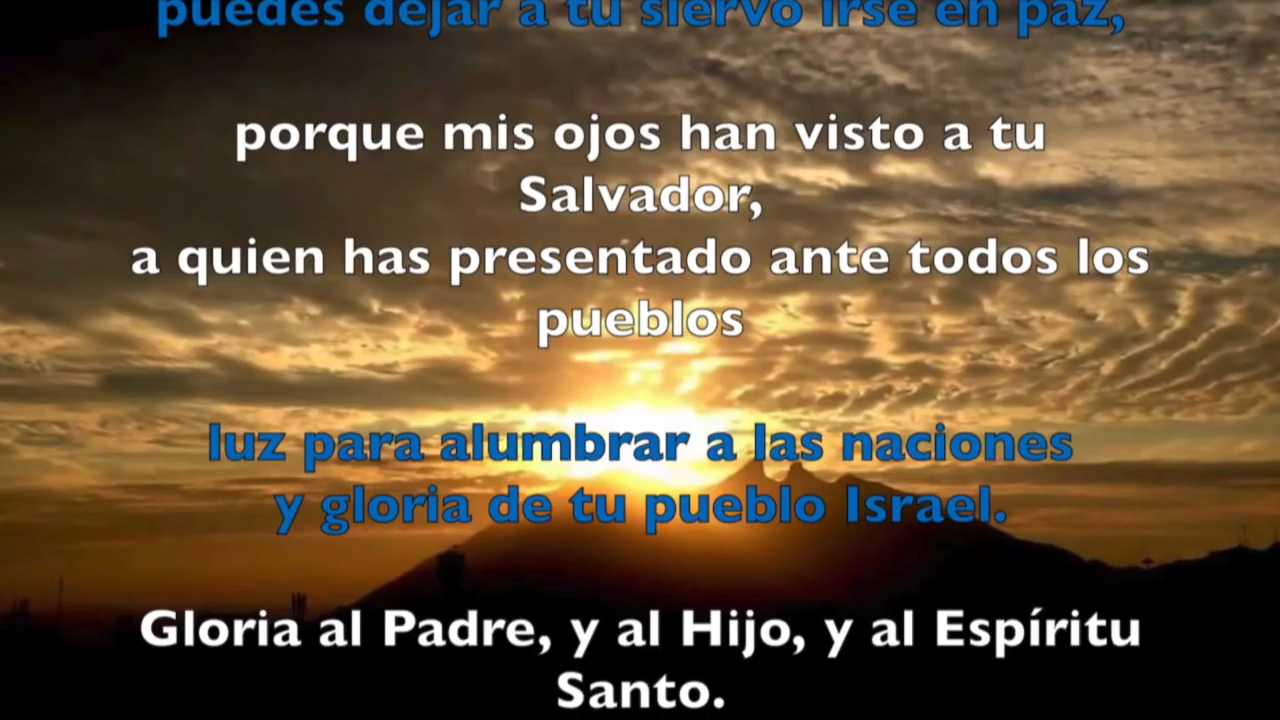 puedes dejar a tu siervo irse en paz,
porque mis ojos han visto a tu
Salvador,
a quien has presentado ante todos los
pueblos
luz para alumbrar a las naciones
y gloria de tu pueblo Israel.
Gloria al Padre, y al Hijo, y al Espíritu
Santo.